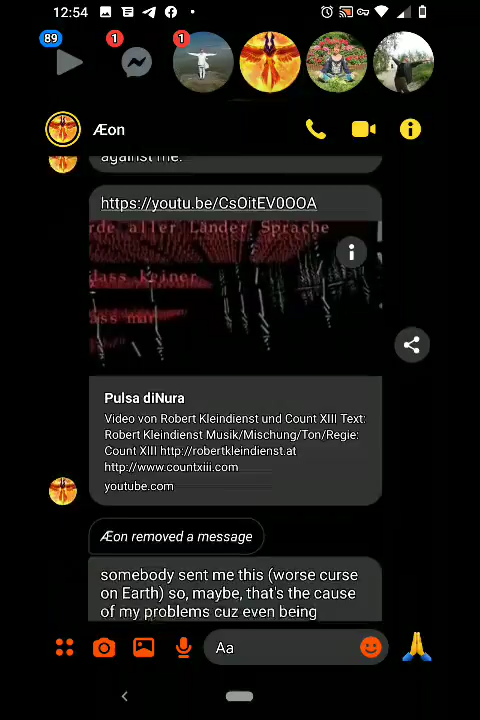 12:54
89
1
1
Æon
against me.
https://youtu.be/CsOitEV0OOA
rde aller Länder Sprache
dass keiner
ass man
Pulsa diNura
Video von Robert Kleindienst und Count XIII Text:
Robert Kleindienst Musik/Mischung/Ton/Regie:
Count XIII http://robertkleindienst.at
http://www.countxiii.com
youtube.com
Æon removed a message
somebody sent me this (worse curse
on Earth) so, maybe, that's the cause
of my problems cuz even being
Aa